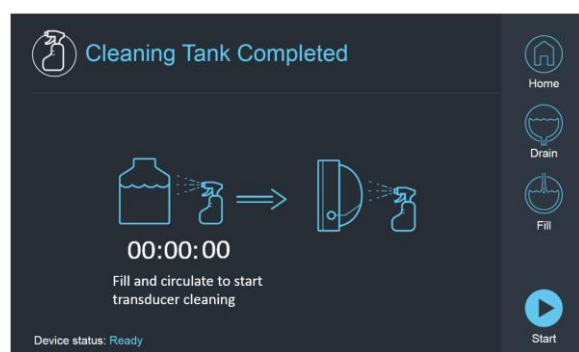 Cleaning Tank Completed
Home
Drain
Fill
00:00:00
Fill and circulate to start
transducer cleaning
Device status: Ready
Start